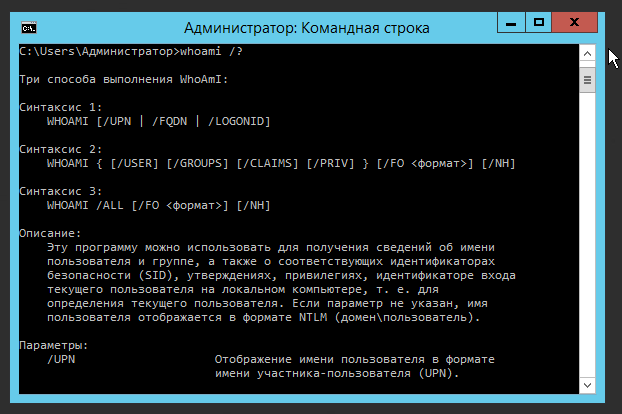 Администратор: Командная строка
C:\Users\Администратор>whoami /?
Три способа выполнения WhoAmI:
Синтаксис 1:
WHOAMI [/UPN | /FQDN | /LOGONID]
Синтаксис 2:
WHOAMI { [/USER] [/GROUPS] [/CLAIMS] [/PRIV] } [/FO <формат>] [/NH]
Синтаксис 3:
WHOAMI /ALL [/FO <формат>] [/NH]
Описание:
Эту программу можно использовать для получения сведений об имени
пользователя и группе, а также о соответствующих идентификаторах
безопасности (SID), утверждениях, привилегиях, идентификаторе входа
текущего пользователя на локальном компьютере, т. е. для
определения текущего пользователя. Если параметр не указан, имя
пользователя отображается в формате NTLM (домен\пользователь).
Параметры:
/UPN Отображение имени пользователя в формате
имени участника-пользователя (UPN).